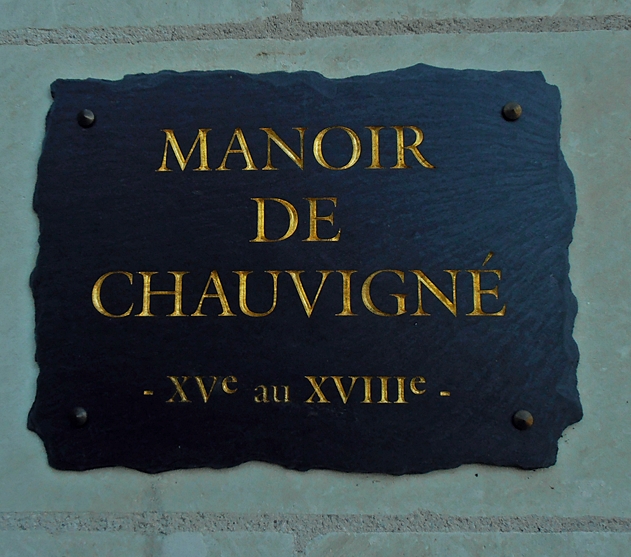 MANOIR
DE
CHAUVIGNÉ
- XVe au XVIIIe -